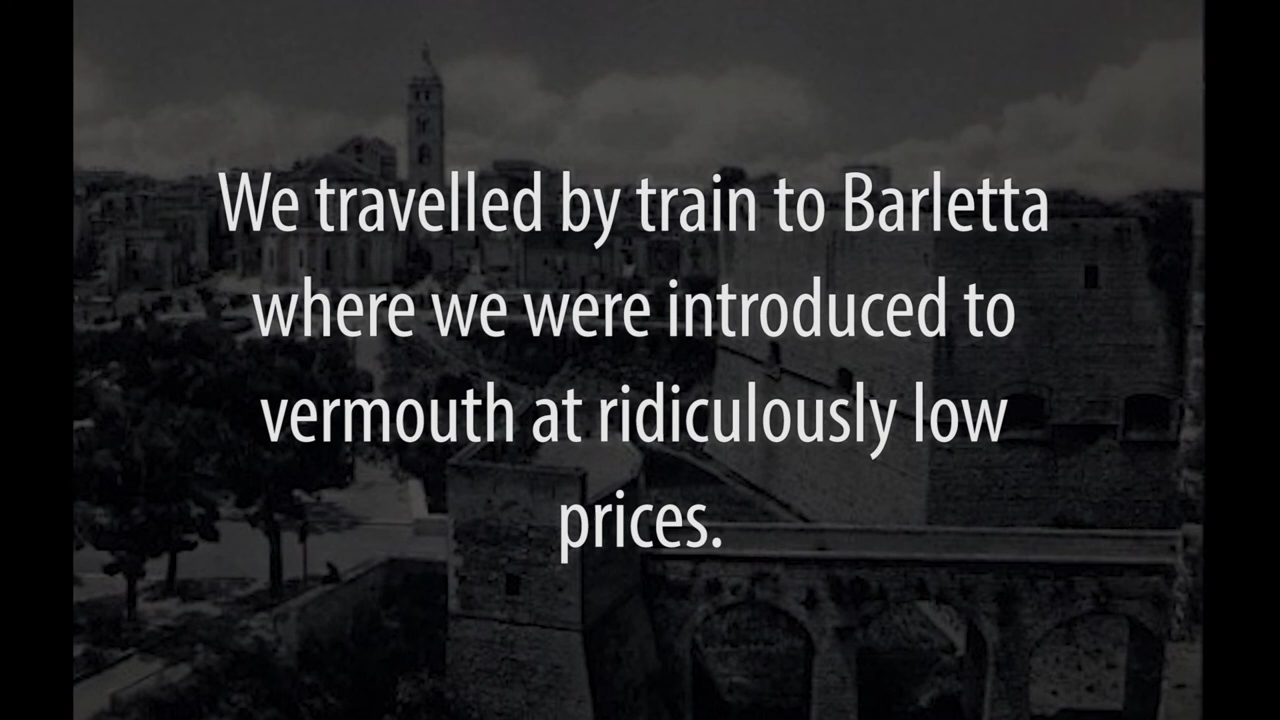 We travelled by train to Barletta
where we were introduced to
vermouth at ridiculously low
prices.